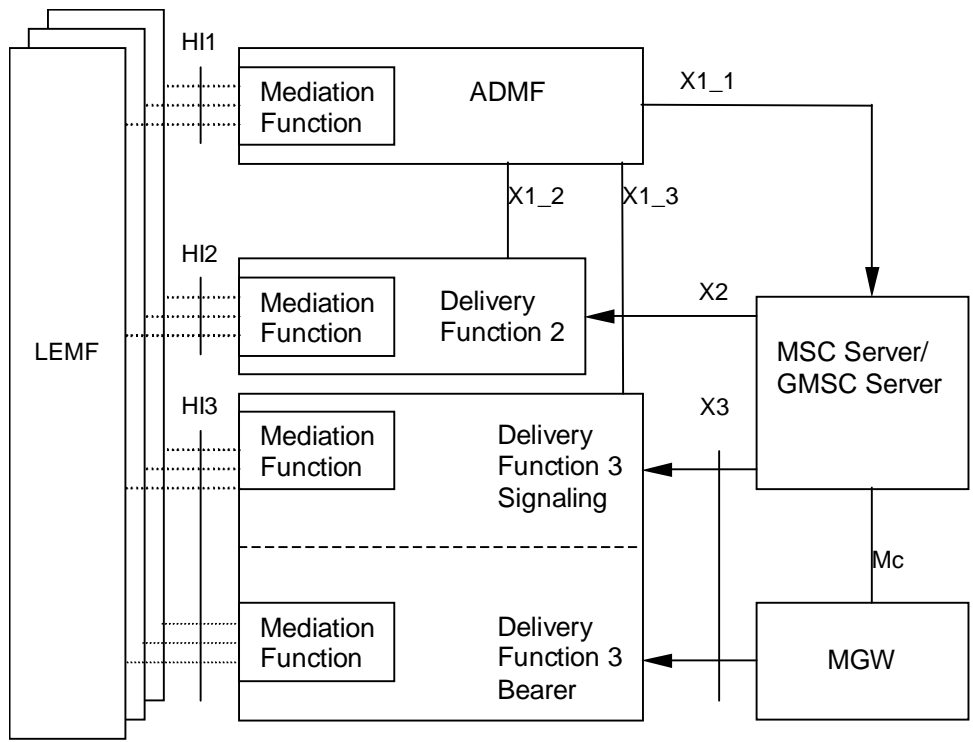 HI1
Mediation
Function
ADMF
X1_1
X1_2
X1_3
HI2
Mediation
Function
Delivery
Function 2
X2
LEMF
MSC Server/
GMSC Server
HI3
Mediation
Function
Delivery
Function 3
Signaling
X3
Mc
Mediation
Function
Delivery
Function 3
Bearer
MGW